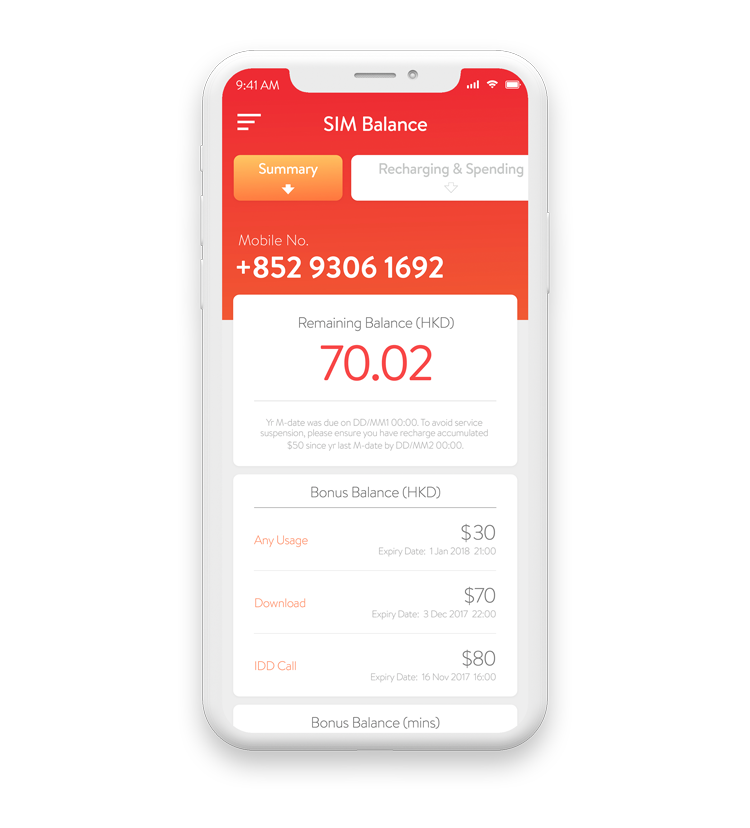 9:41 AM
SIM Balance
Summary
Recharging & Spending
Mobile No.
+852 9306 1692
Remaining Balance (HKD)
70.02
Yr M-date was due on DD/MM1 00:00. To avoid service
suspension, please ensure you have recharge accumulated
$50 since yr last M-date by DD/MM2 00:00.
Bonus Balance (HKD)
Any Usage
$30
Expiry Date: 1 Jan 2018 21:00
Download
$70
Expiry Date: 3 Dec 2017 22:00
IDD Call
$80
Expiry Date: 16 Nov 2017 16:00
Bonus Balance (mins)